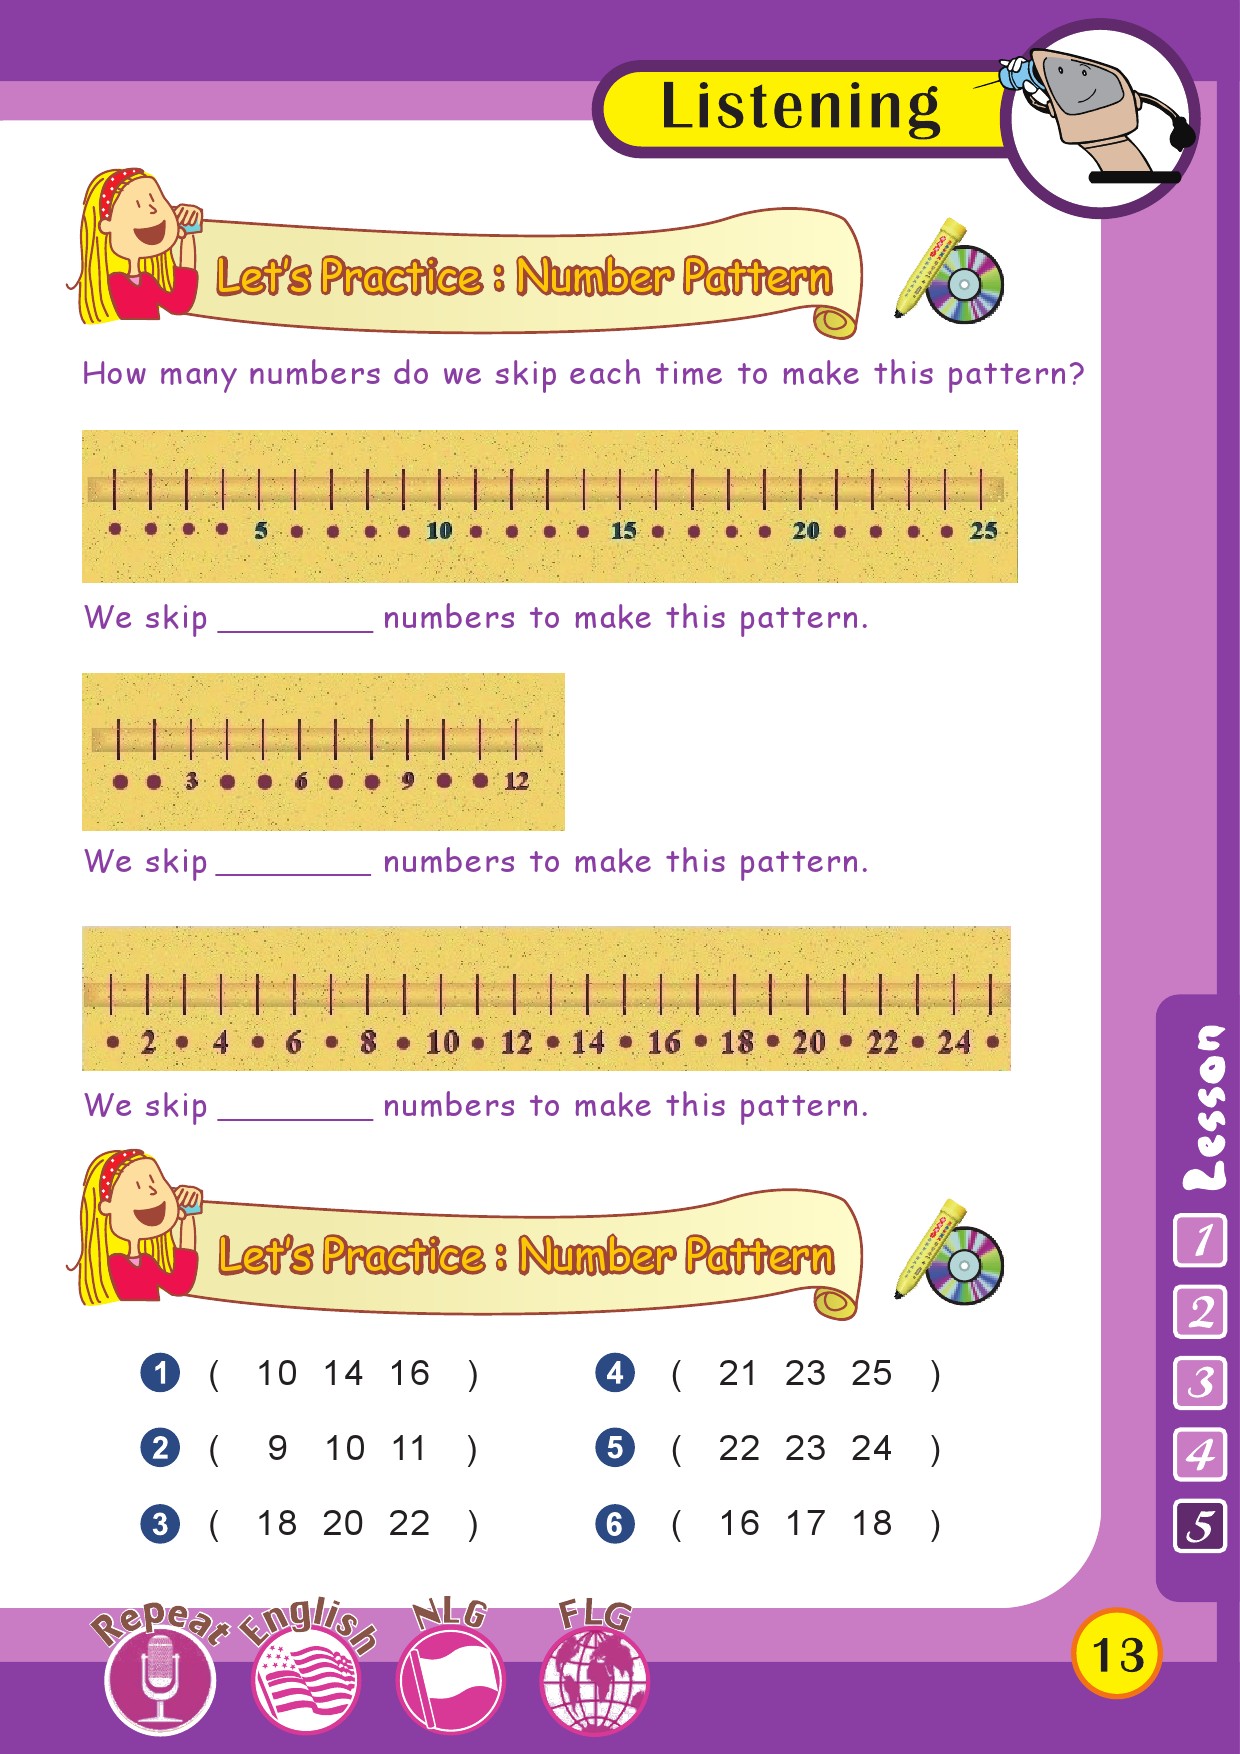 Listening
Let's Practice : Number Pattern
How many numbers do we skip each time to make this pattern?
5 10 15 20 25
We skip ________ numbers to make this pattern.
3 6 9 12
We skip ________ numbers to make this pattern.
2 4 6 8 10 12 14 16 18 20 22 24
We skip ________ numbers to make this pattern.
Let's Practice : Number Pattern
1 ( 10 14 16 )
4 ( 21 23 25 )
2 ( 9 10 11 )
5 ( 22 23 24 )
3 ( 18 20 22 )
6 ( 16 17 18 )
Lesson
1
2
3
4
5
Repeat
English
NLG
FLG
13